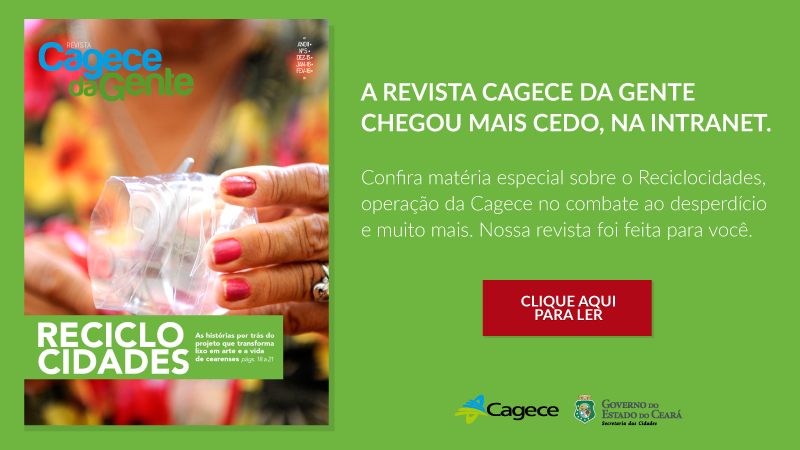 REVISTA
Cagece
da Gente
ANO II •
Nº 5 •
DEZ-15 •
JAN-16 •
FEV-16 •
RECICLO
CIDADES
As histórias por trás do
projeto que transforma
lixo em arte e a vida
de cearenses págs. 18 a 21
A REVISTA CAGECE DA GENTE
CHEGOU MAIS CEDO, NA INTRANET.
Confira matéria especial sobre o Reciclocidades,
operação da Cagece no combate ao desperdício
e muito mais. Nossa revista foi feita para você.
CLIQUE AQUI
PARA LER
Cagece
GOVERNO DO
ESTADO DO CEARÁ
Secretaria das Cidades